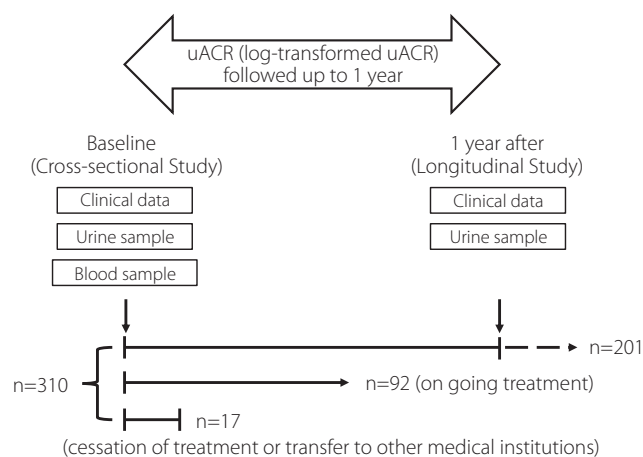 uACR (log-transformed uACR)
followed up to 1 year
Baseline
(Cross-sectional Study)
Clinical data
Urine sample
Blood sample
1 year after
(Longitudinal Study)
Clinical data
Urine sample
n=310
n=201
n=92 (on going treatment)
n=17
(cessation of treatment or transfer to other medical institutions)